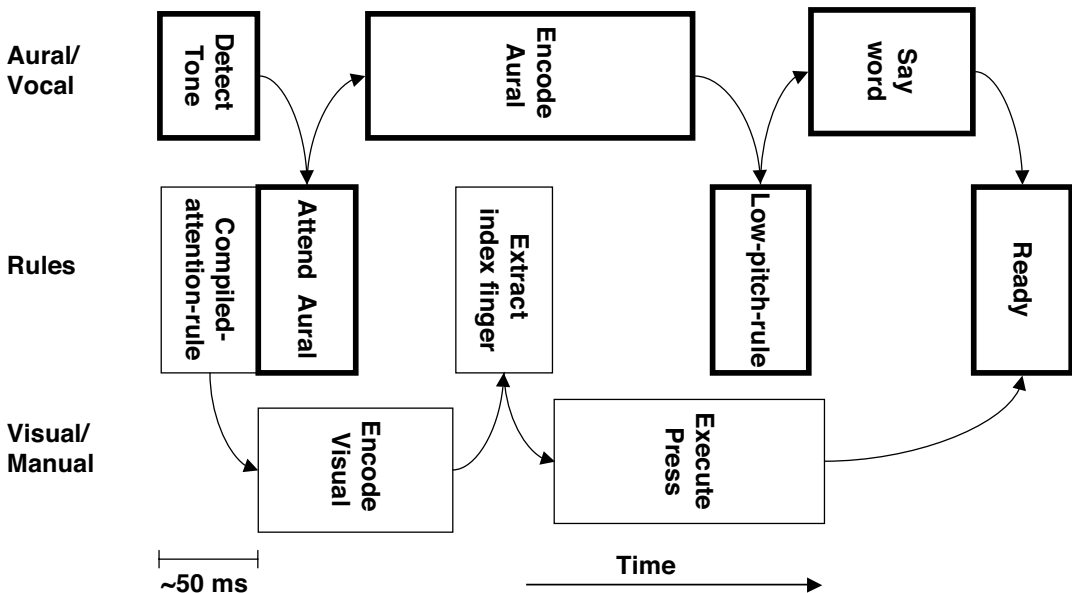 Aural/
Vocal
Detect
Tone
Encode
Aural
Say
word
Rules
Compiled-
attention-rule
Attend Aural
Extract
index finger
Low-pitch-rule
Ready
Visual/
Manual
Encode
Visual
Execute
Press
~50 ms
Time